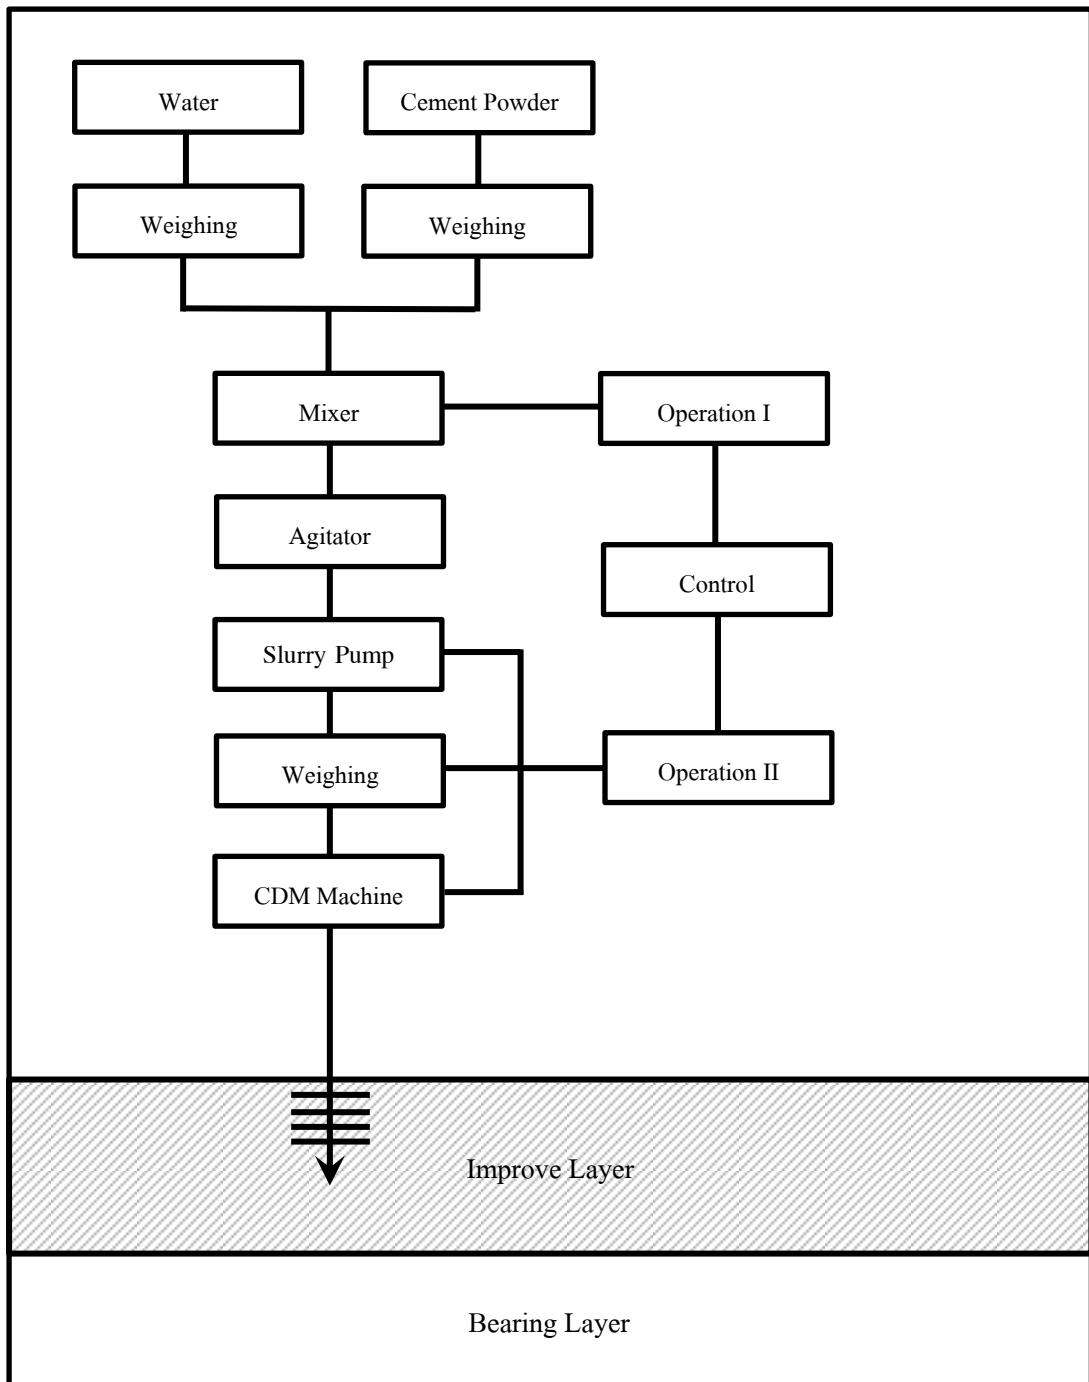 Water
Cement Powder
Weighing
Weighing
Mixer
Operation I
Agitator
Control
Slurry Pump
Weighing
Operation II
CDM Machine
Improve Layer
Bearing Layer